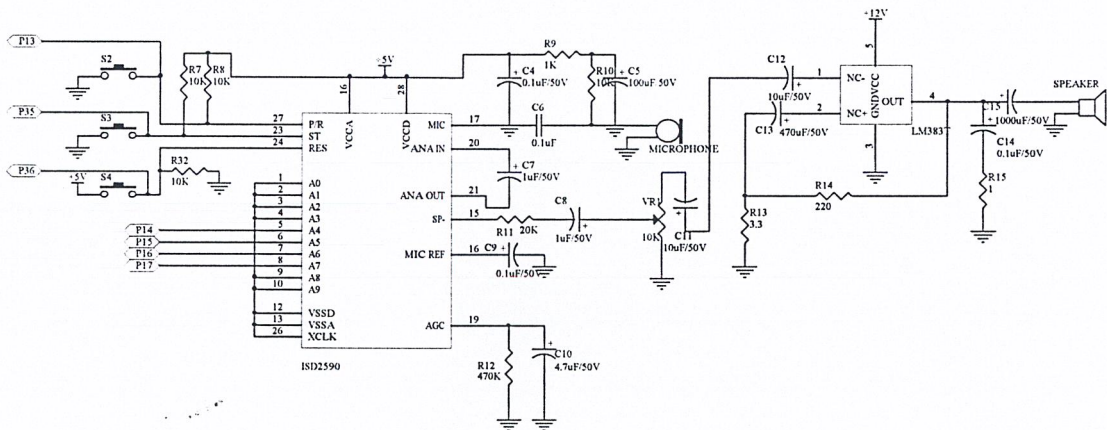 +12V
P13
S2
R7
10K
R8
10K
+5V
C4
0.1uF/50V
R9
1K
R10
10K
C5
100uF 50V
C12
10uF/50V
1
5
NC-
VCC
GND
OUT
4
SPEAKER
P35
S3
16
VCCA
28
VCCD
27
P/R
23
ST
24
RES
MIC
17
C6
0.1uF
MICROPHONE
2
NC+
C13
470uF/50V
LM383T
3
C15
1000uF/50V
C14
0.1uF/50V
P36
+5V
S4
R32
10K
ANA IN
20
C7
1uF/50V
ANA OUT
21
R14
220
R15
1
1
A0
2
A1
3
A2
4
A3
P14
5
A4
P15
6
A5
P16
7
A6
P17
8
A7
9
A8
10
A9
SP-
15
R11
20K
C8
1uF/50V
VR1
10K
C11
10uF/50V
R13
3.3
MIC REF
16
C9
0.1uF/50V
12
VSSD
13
VSSA
26
XCLK
AGC
19
ISD2590
R12
470K
C10
4.7uF/50V